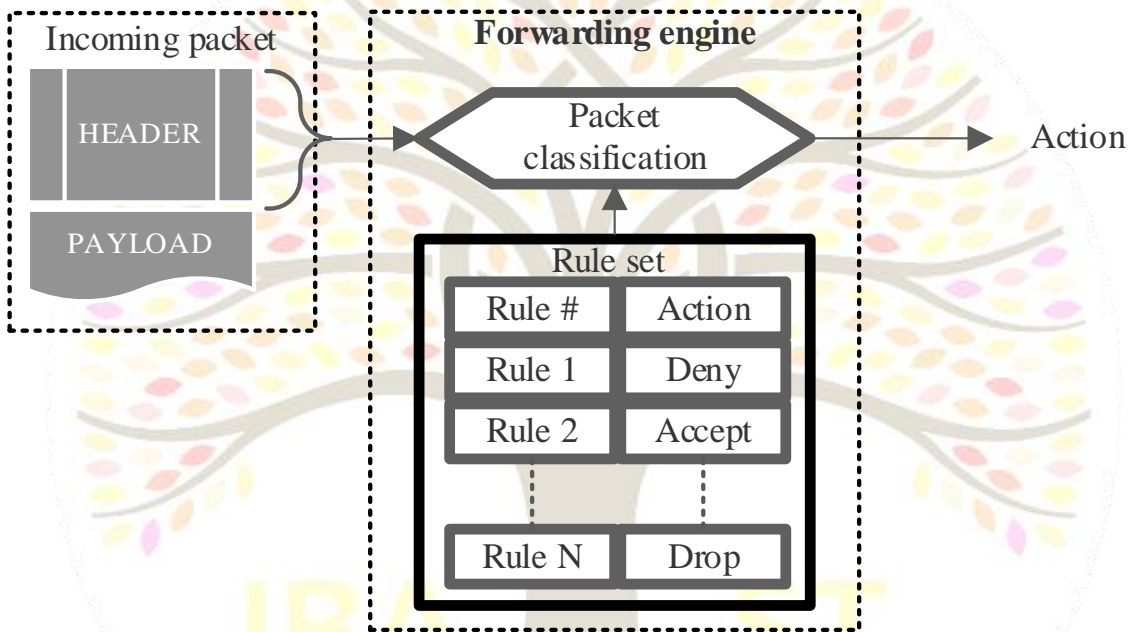 Incoming packet
HEADER
PAYLOAD
Forwarding engine
Packet
classification
Action
Rule set
Rule # Action
Rule 1 Deny
Rule 2 Accept
Rule N Drop